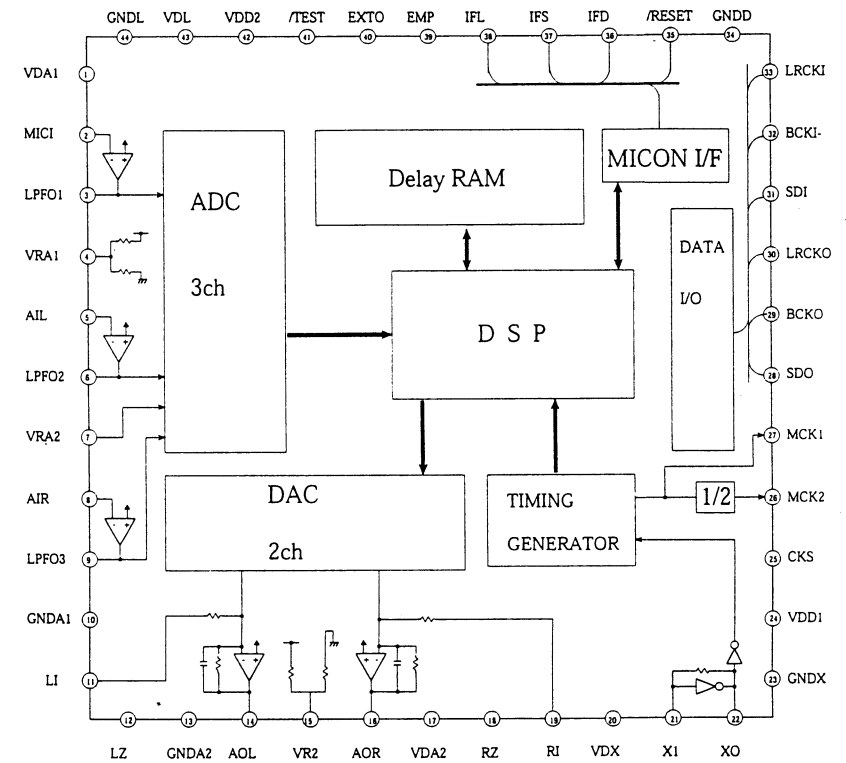 GNDL VDL VDD2 /TEST EXTO EMP IFL IFS IFD /RESET GNDD
44 43 42 41 40 39 38 37 36 35 34
VDA1 1
33 LRCKI
MICI 2
32 BCKI-
LPFO1 3
31 SDI
VRA1 4
30 LRCKO
AIL 5
29 BCKO
LPFO2 6
28 SDO
VRA2 7
27 MCK1
AIR 8
26 MCK2
LPFO3 9
25 CKS
GNDA1 10
24 VDD1
LI 11
23 GNDX
ADC
3ch
Delay RAM
MICON I/F
DATA
I/O
D S P
DAC
2ch
TIMING
GENERATOR
1/2
- +
- +
- +
- +
+ -
12 13 14 15 16 17 18 19 20 21 22
LZ GNDA2 AOL VR2 AOR VDA2 RZ RI VDX X1 XO